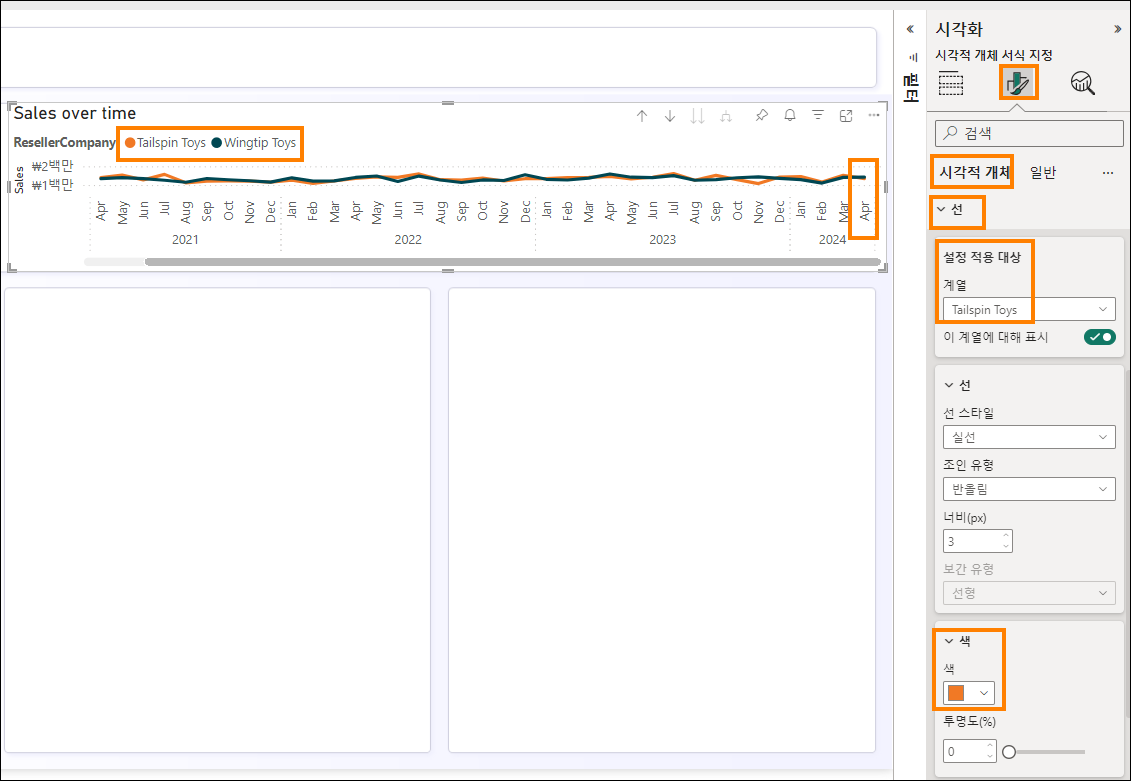 시각화
시각적 개체 서식 지정
필터
검색
시각적 개체 일반
선
설정 적용 대상
계열
Tailspin Toys
이 계열에 대해 표시
선
선 스타일
실선
조인 유형
반올림
너비(px)
3
보간 유형
선형
색
색
투명도(%)
0
Sales over time
ResellerCompany Tailspin Toys Wingtip Toys
Sales
₩2백만
₩1백만
Apr May Jun Jul Aug Sep Oct Nov Dec Jan Feb Mar Apr May Jun Jul Aug Sep Oct Nov Dec Jan Feb Mar Apr May Jun Jul Aug Sep Oct Nov Dec Jan Feb Mar Apr
2021 2022 2023 2024